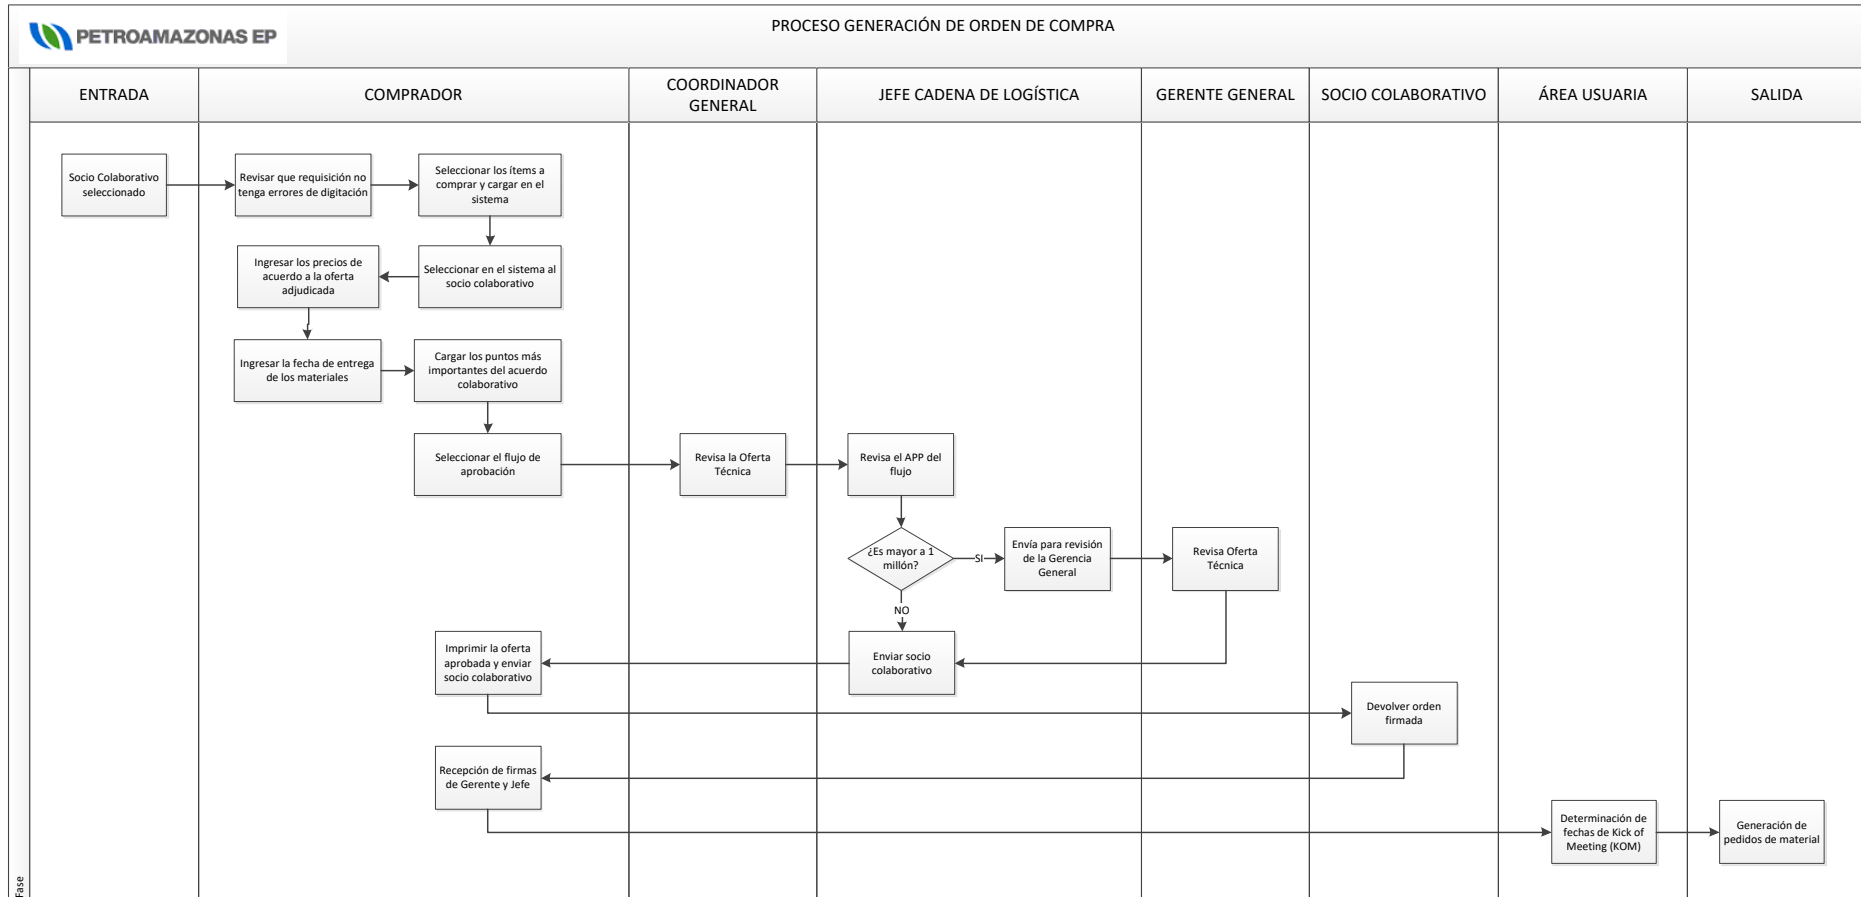 PETROAMAZONAS EP
PROCESO GENERACIÓN DE ORDEN DE COMPRA
ENTRADA
COMPRADOR
COORDINADOR
GENERAL
JEFE CADENA DE LOGÍSTICA
GERENTE GENERAL
SOCIO COLABORATIVO
ÁREA USUARIA
SALIDA
Socio Colaborativo
seleccionado
Revisar que requisición no
tenga errores de digitación
Seleccionar los ítems a
comprar y cargar en el
sistema
Ingresar los precios de
acuerdo a la oferta
adjudicada
Seleccionar en el sistema al
socio colaborativo
Ingresar la fecha de entrega
de los materiales
Cargar los puntos más
importantes del acuerdo
colaborativo
Seleccionar el flujo de
aprobación
Revisa la Oferta
Técnica
Revisa el APP del
flujo
¿Es mayor a 1
millón?
SI
Envía para revisión
de la Gerencia
General
Revisa Oferta
Técnica
NO
Imprimir la oferta
aprobada y enviar
socio colaborativo
Enviar socio
colaborativo
Devolver orden
firmada
Recepción de firmas
de Gerente y Jefe
Determinación de
fechas de Kick of
Meeting (KOM)
Generación de
pedidos de material
Fase